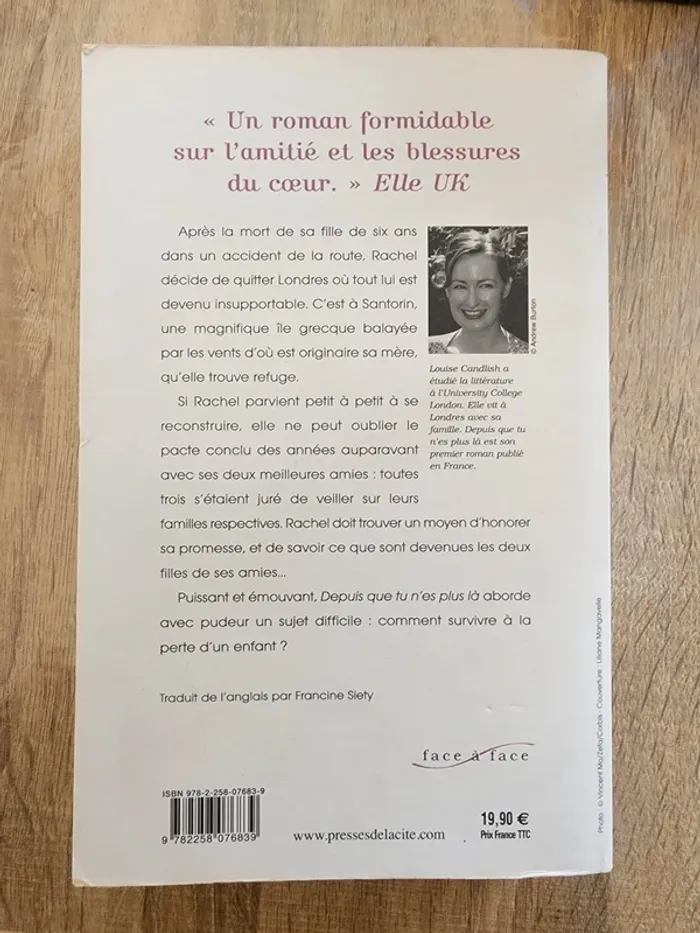 « Un roman formidable
sur l'amitié et les blessures
du cœur. » Elle UK
Après la mort de sa fille de six ans
dans un accident de la route, Rachel
décide de quitter Londres où tout lui est
devenu insupportable. C'est à Santorin,
une magnifique île grecque balayée
par les vents d'où est originaire sa mère,
qu'elle trouve refuge.
Si Rachel parvient petit à petit à se
reconstruire, elle ne peut oublier le
pacte conclu des années auparavant
avec ses deux meilleures amies : toutes
trois s'étaient juré de veiller sur leurs
familles respectives. Rachel doit trouver un moyen d'honorer
sa promesse, et de savoir ce que sont devenues les deux
filles de ses amies...
Puissant et émouvant, Depuis que tu n'es plus là aborde
avec pudeur un sujet difficile : comment survivre à la
perte d'un enfant ?
© Andrew Burton
Louise Candlish a
étudié la littérature
à l'University College
London. Elle vit à
Londres avec sa
famille. Depuis que tu
n'es plus là est son
premier roman publié
en France.
Traduit de l'anglais par Francine Siety
face à face
ISBN 978-2-258-07683-9
9 782258 076839
www.pressesdelacite.com
19,90 €
Prix France TTC
Photo : © Vincent Mo/Zefa/Corbis - Couverture : Liliane Mangavelle